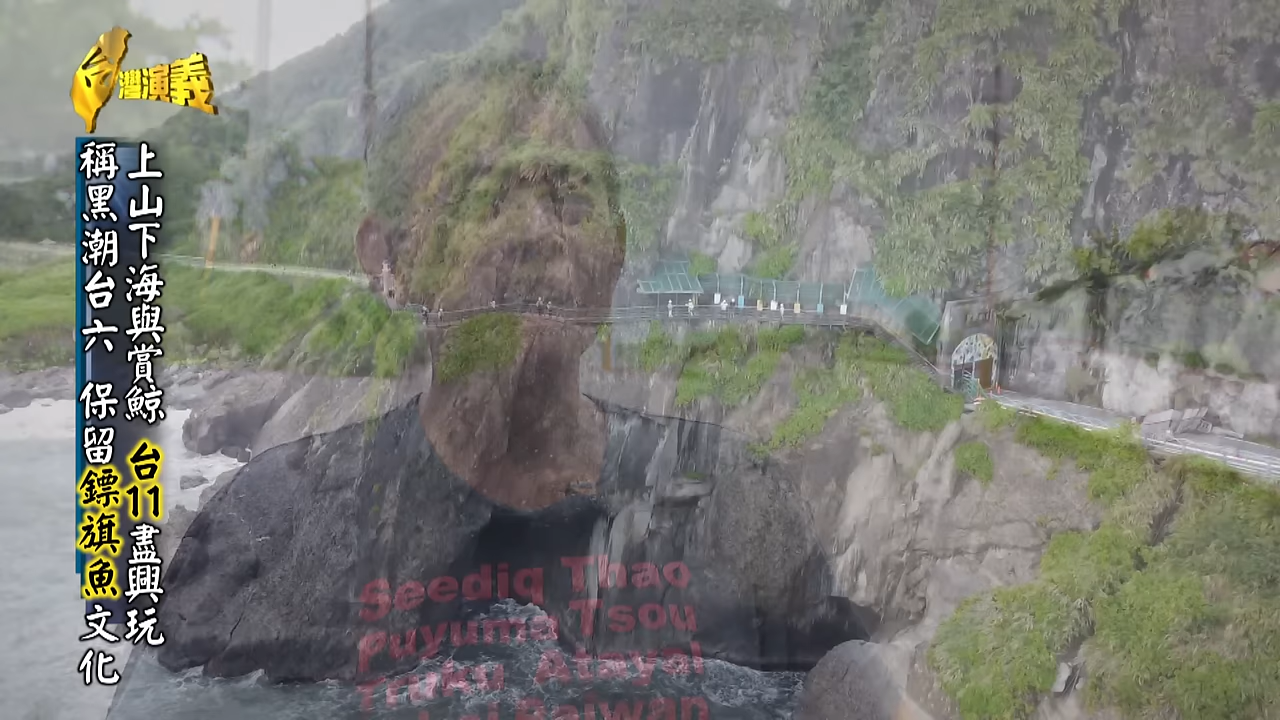 台灣演義
上山下海與賞鯨 台11盡興玩
稱黑潮台六 保留鏢旗魚文化
Seediq Thao
Puyuma Tsou
Truku Atayal
Paiwan